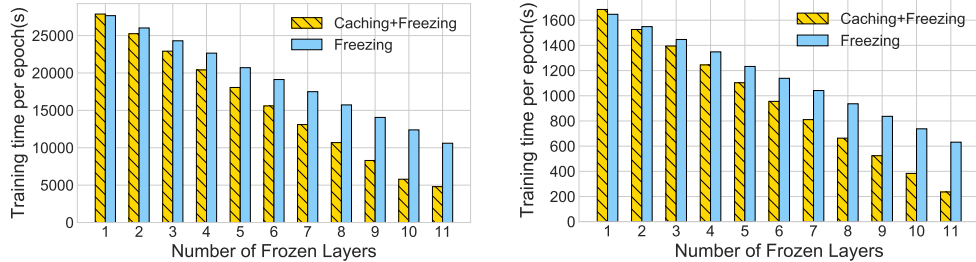 Training time per epoch(s)
25000
20000
15000
10000
5000
0
Caching+Freezing
Freezing
1 2 3 4 5 6 7 8 9 10 11
Number of Frozen Layers
Training time per epoch(s)
1600
1400
1200
1000
800
600
400
200
0
Caching+Freezing
Freezing
1 2 3 4 5 6 7 8 9 10 11
Number of Frozen Layers